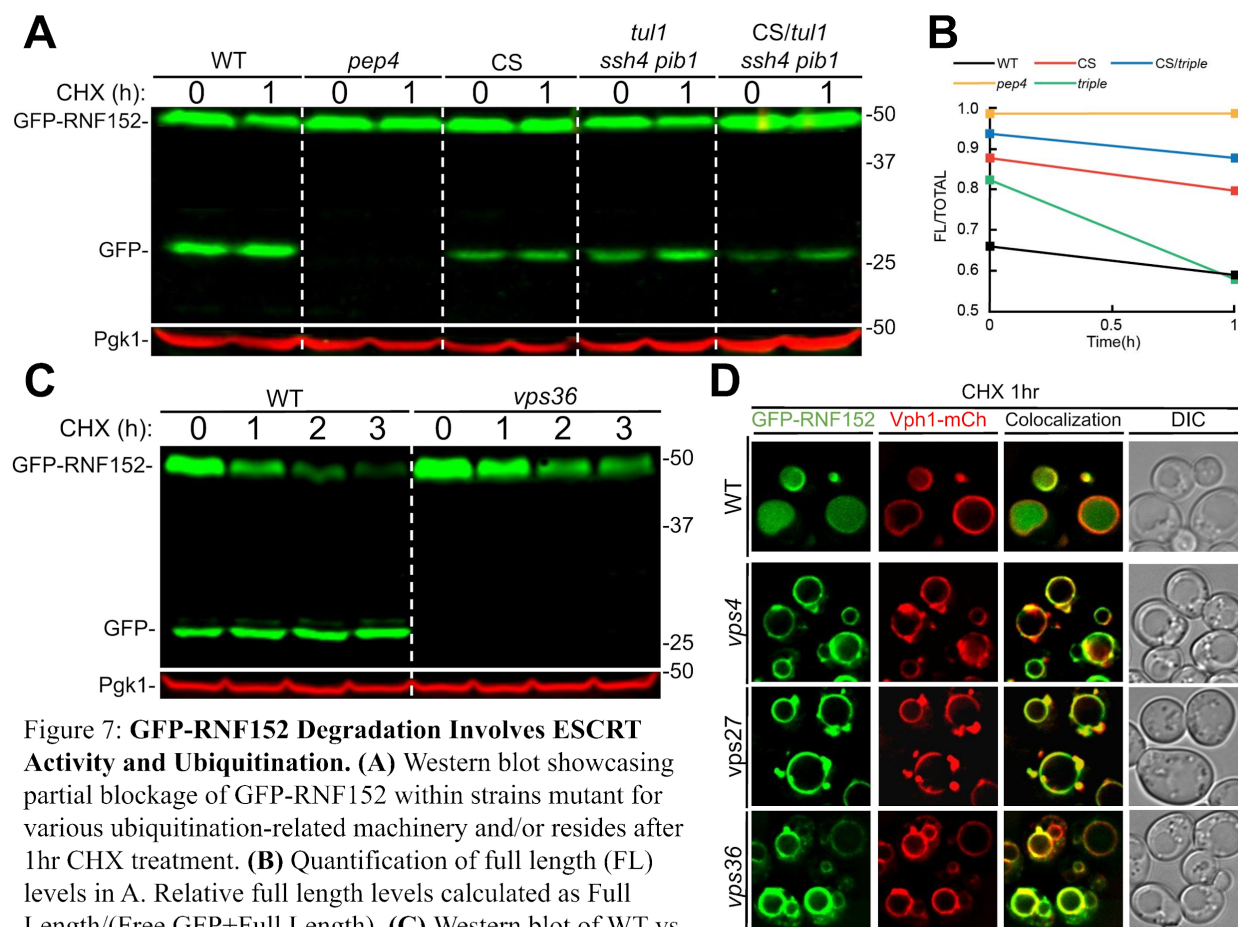 A
WT pep4 CS tul1 ssh4 pib1 CS/tul1 ssh4 pib1
CHX (h): 0 1 0 1 0 1 0 1 0 1
GFP-RNF152- -50
-37
GFP- -25
Pgk1- -50
B
WT CS CS/triple
pep4 triple
1.0
0.9
0.8
0.7
0.6
0.5
FL/TOTAL
0 0.5 1
Time(h)
C
WT vps36
CHX (h): 0 1 2 3 0 1 2 3
GFP-RNF152- -50
-37
GFP- -25
Pgk1- -50
D
CHX 1hr
GFP-RNF152 Vph1-mCh Colocalization DIC
WT
vps4
vps27
vps36
Figure 7: GFP-RNF152 Degradation Involves ESCRT
Activity and Ubiquitination. (A) Western blot showcasing
partial blockage of GFP-RNF152 within strains mutant for
various ubiquitination-related machinery and/or resides after
1hr CHX treatment. (B) Quantification of full length (FL)
levels in A. Relative full length levels calculated as Full
Length/(Free GFP+Full Length). (C) Western blot of WT vs